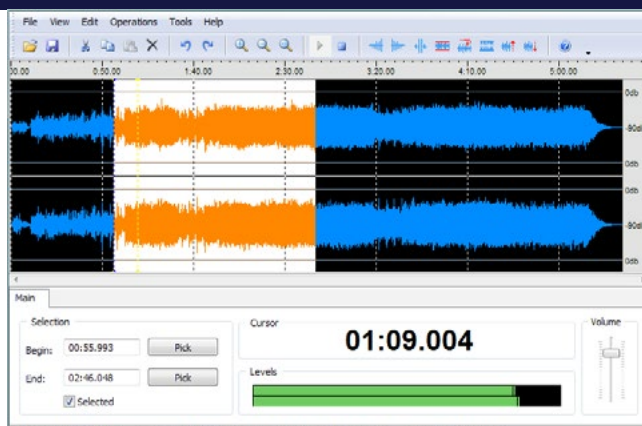 File View Edit Operations Tools Help
00.00 0:50.00 1:40.00 2:30.00 3:20.00 4:10.00 5:00.00
0db
-90db
0db
0db
-90db
0db
Main
Selection
Begin: 00:55.993 Pick
End: 02:46.048 Pick
Selected
Cursor
01:09.004
Levels
Volume